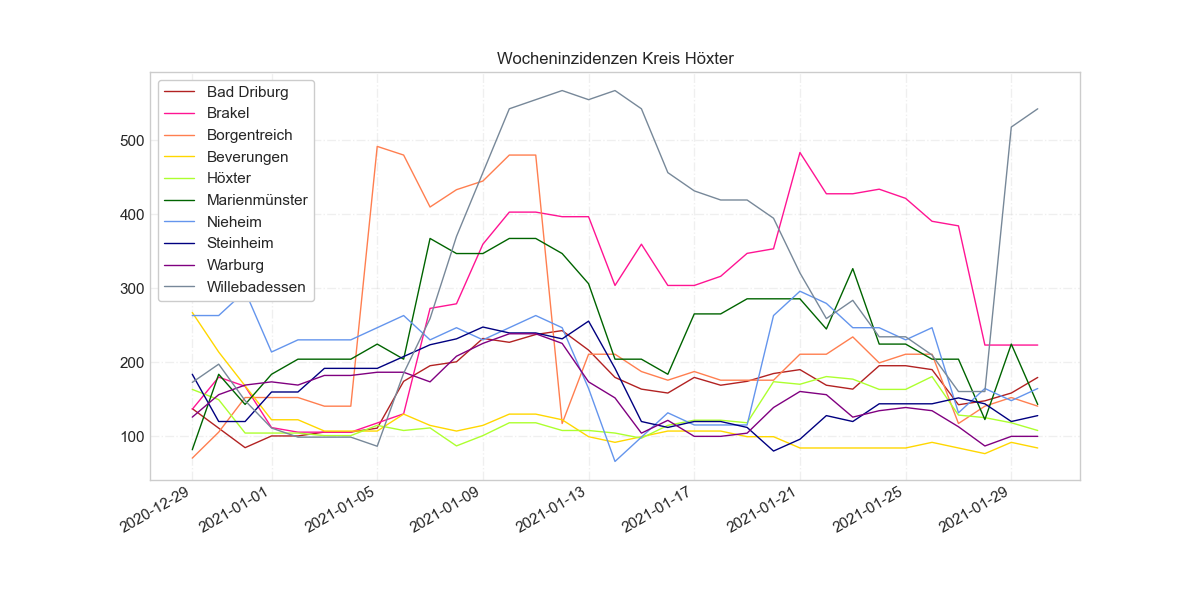 Wocheninzidenzen Kreis Höxter
Bad Driburg
Brakel
Borgentreich
Beverungen
Höxter
Marienmünster
Nieheim
Steinheim
Warburg
Willebadessen
500
400
300
200
100
2020-12-29
2021-01-01
2021-01-05
2021-01-09
2021-01-13
2021-01-17
2021-01-21
2021-01-25
2021-01-29